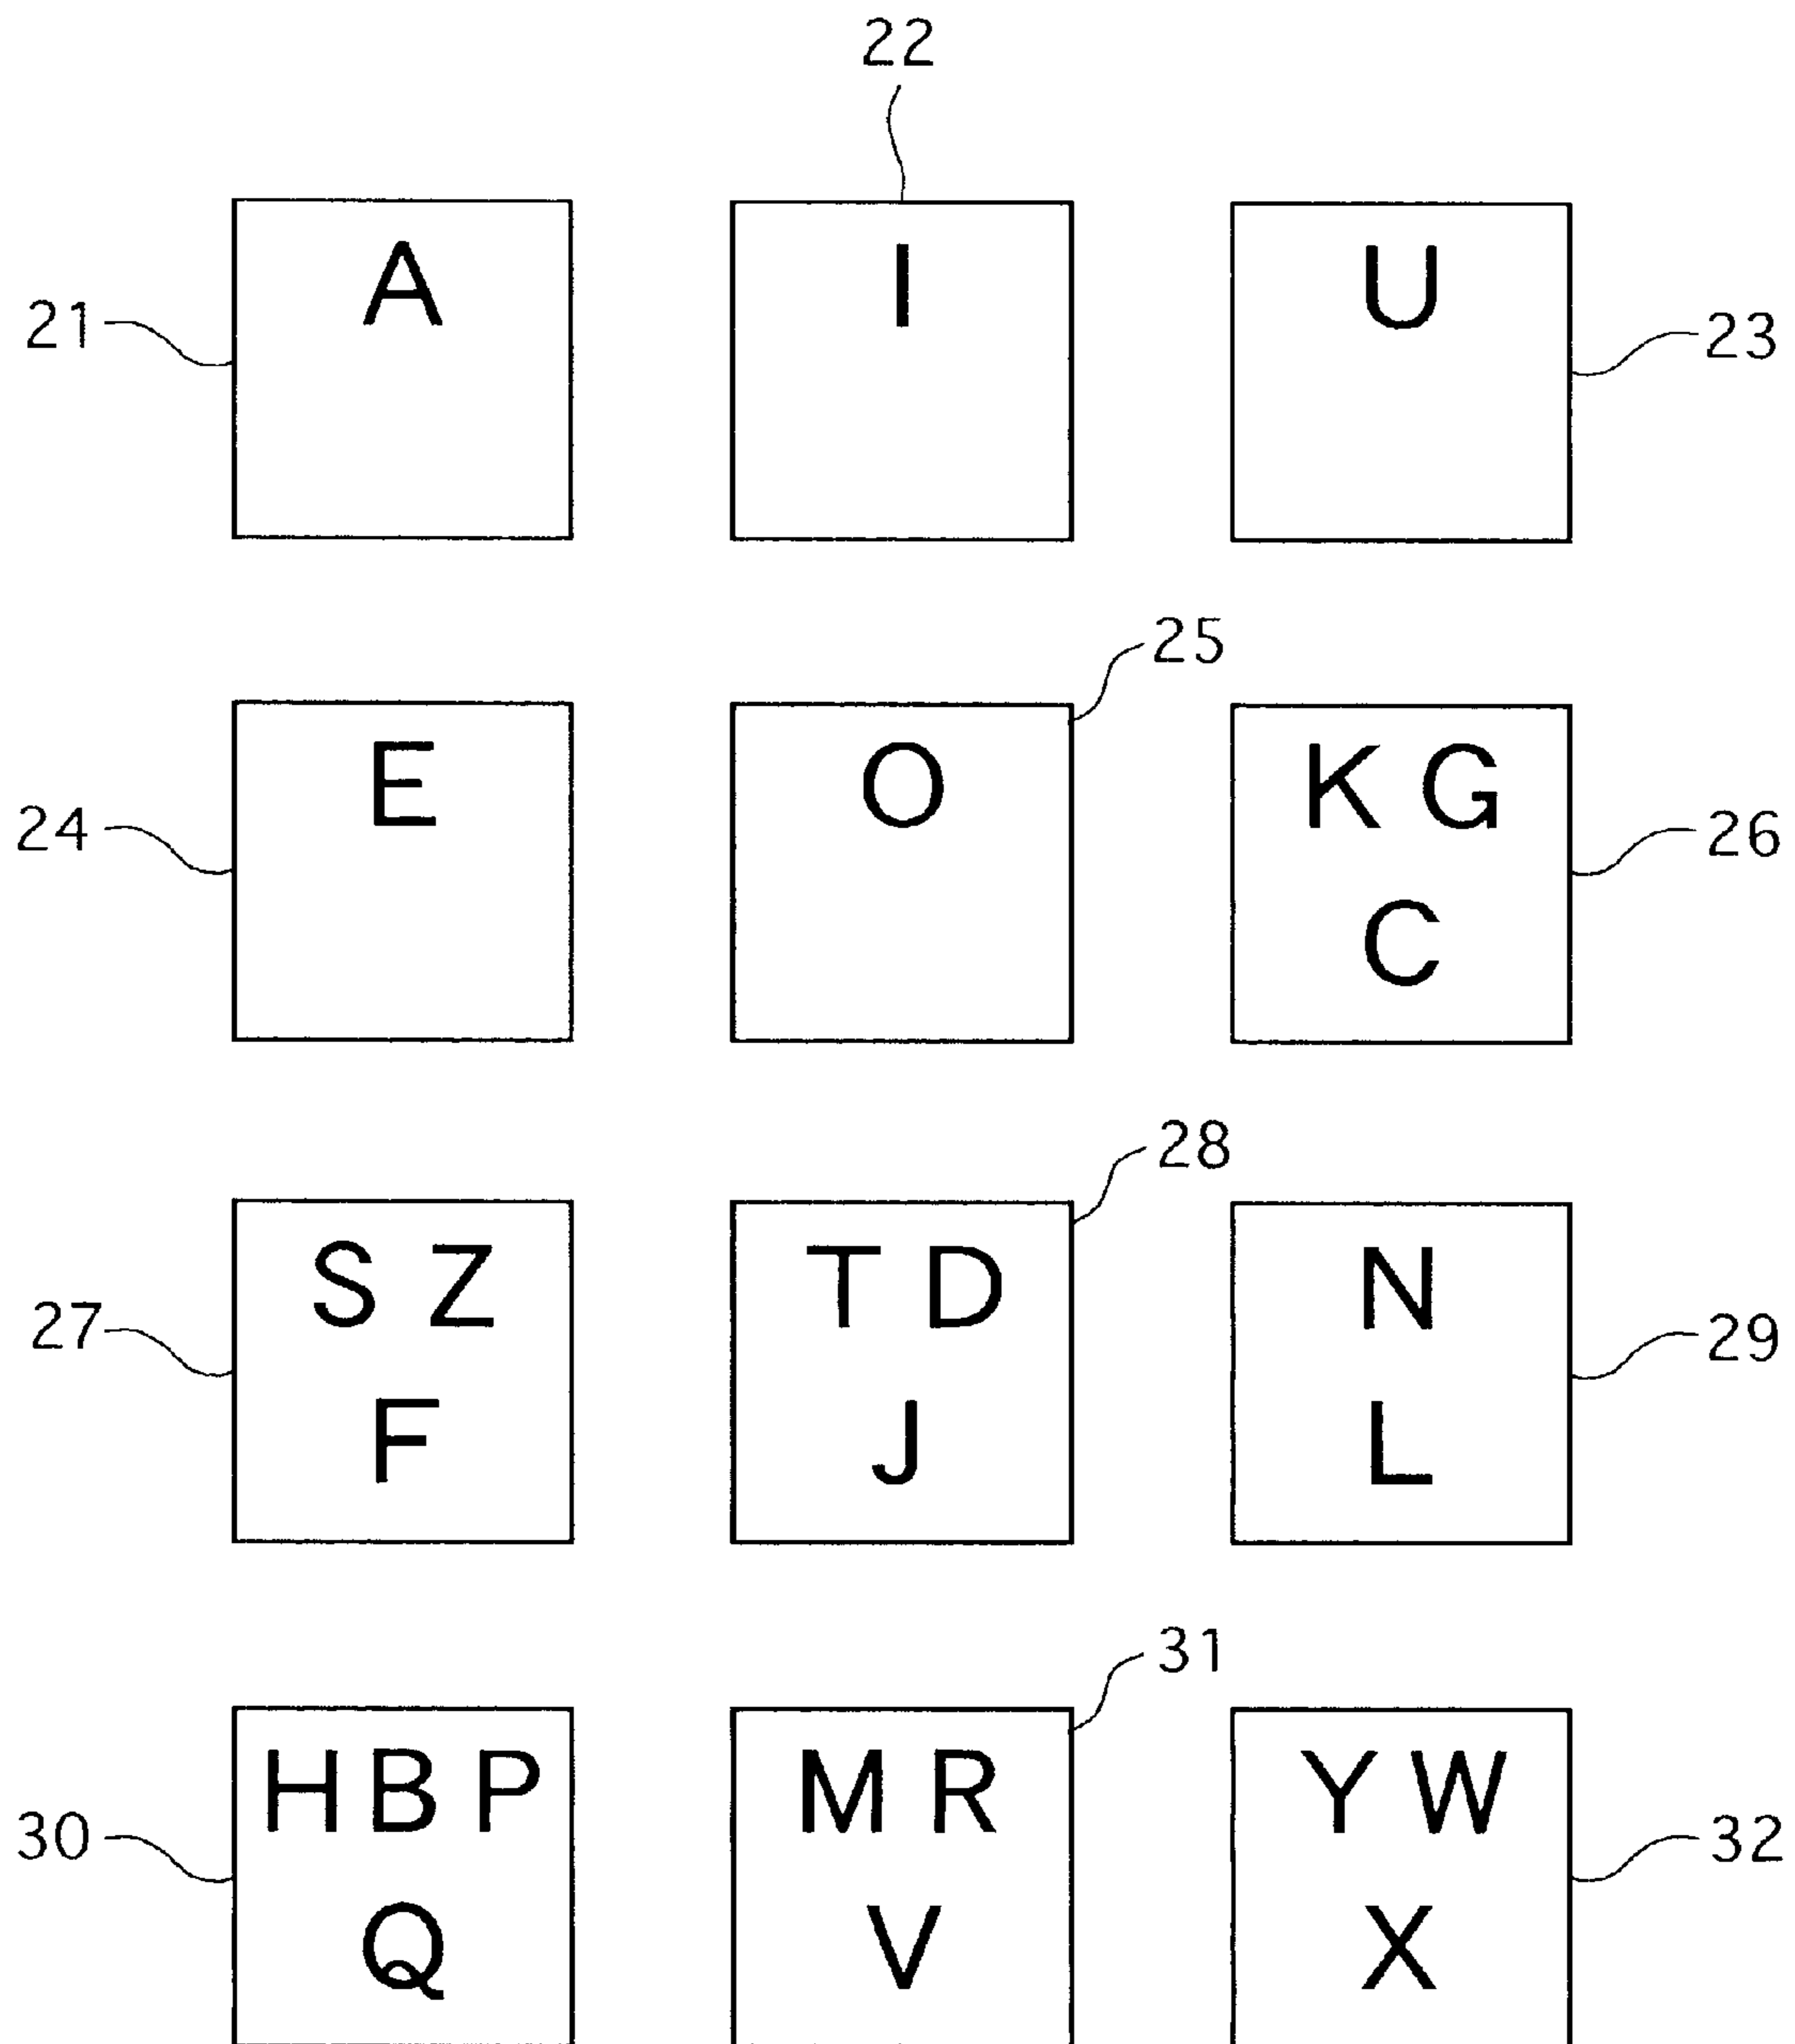 22
A I U
21 23
25
E O K G
24 26
C
28
S Z T D N
27 29
F J L
31
H B P M R Y W
30 32
Q V X